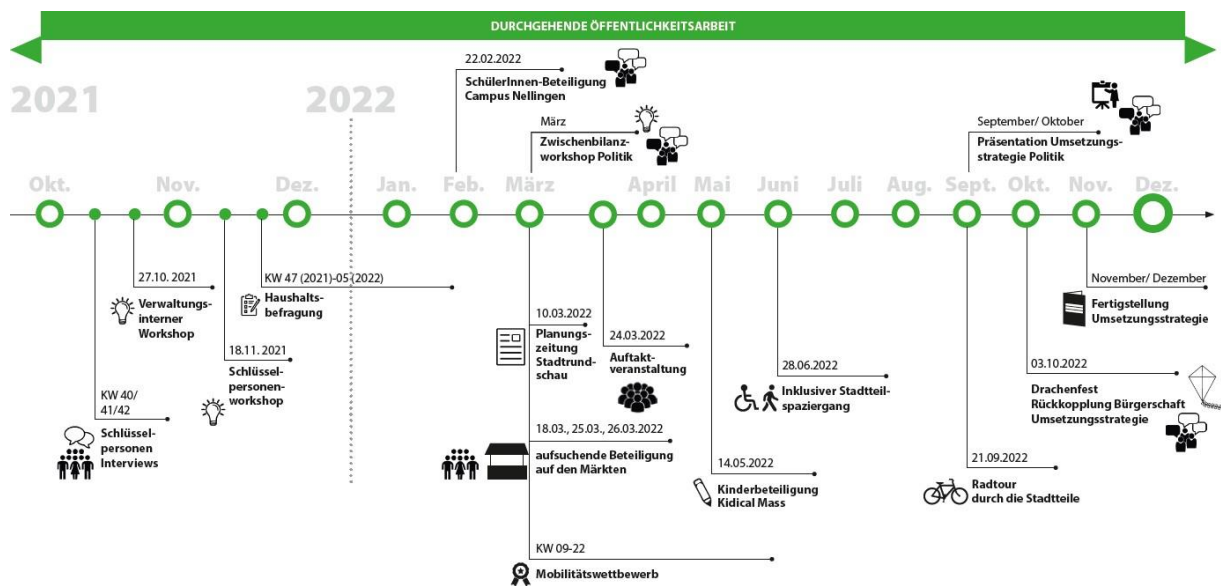 DURCHGEHENDE ÖFFENTLICHKEITSARBEIT
2021
2022
22.02.2022
SchülerInnen-Beteiligung
Campus Nellingen
März
Zwischenbilanz-
workshop Politik
September/ Oktober
Präsentation Umsetzungs-
strategie Politik
Okt.
Nov.
Dez.
Jan.
Feb.
März
April
Mai
Juni
Juli
Aug.
Sept.
Okt.
Nov.
Dez.
27.10. 2021
Verwaltungs-
interner
Workshop
KW 47 (2021)-05 (2022)
Haushalts-
befragung
18.11. 2021
Schlüssel-
personen-
workshop
KW 40/
41/42
Schlüssel-
personen
Interviews
10.03.2022
Planungs-
zeitung
Stadtrund-
schau
24.03.2022
Auftakt-
veranstaltung
18.03., 25.03., 26.03.2022
aufsuchende Beteiligung
auf den Märkten
KW 09-22
Mobilitätswettbewerb
14.05.2022
Kinderbeteiligung
Kidical Mass
28.06.2022
Inklusiver Stadtteil-
spaziergang
21.09.2022
Radtour
durch die Stadtteile
03.10.2022
Drachenfest
Rückkopplung Bürgerschaft
Umsetzungsstrategie
November/ Dezember
Fertigstellung
Umsetzungsstrategie